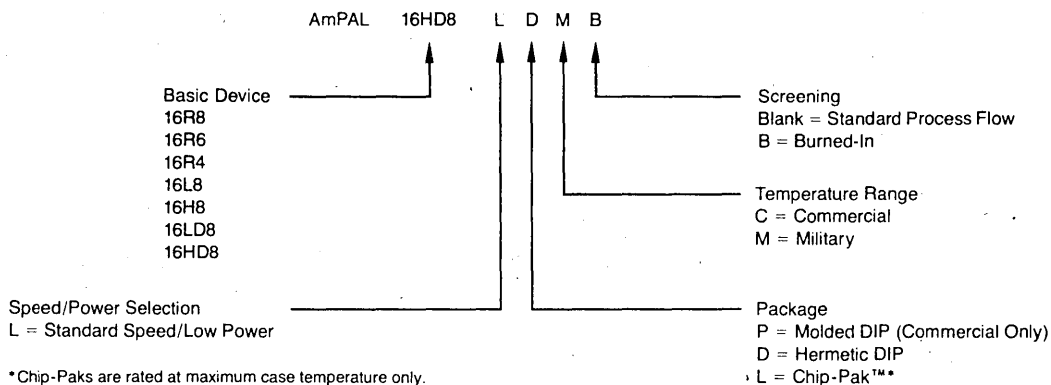 AmPAL 16HD8 L D M B
Basic Device
16R8
16R6
16R4
16L8
16H8
16LD8
16HD8
Screening
Blank = Standard Process Flow
B = Burned-In
Temperature Range
C = Commercial
M = Military
Speed/Power Selection
L = Standard Speed/Low Power
Package
P = Molded DIP (Commercial Only)
D = Hermetic DIP
L = Chip-Pak™*
*Chip-Paks are rated at maximum case temperature only.